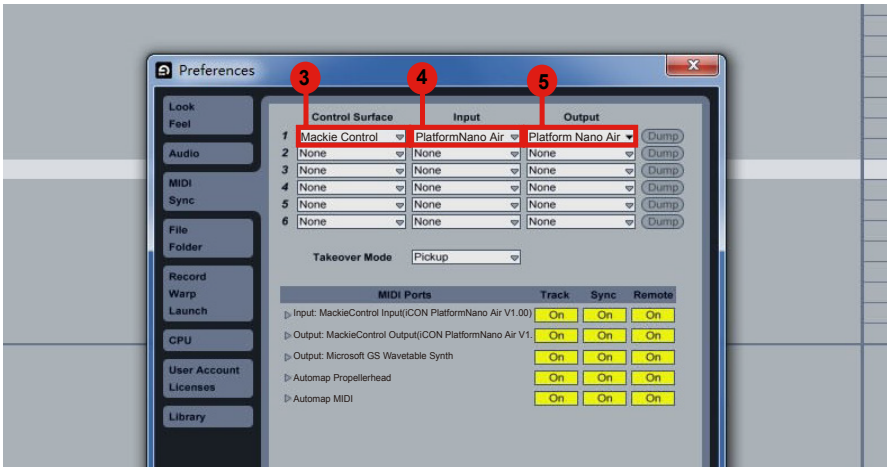 Preferences
3 4 5
Look
Feel
Audio
MIDI
Sync
File
Folder
Record
Warp
Launch
CPU
User Account
Licenses
Library
Control Surface Input Output
1 Mackie Control PlatformNano Air Platform Nano Air Dump
2 None None None Dump
3 None None None Dump
4 None None None Dump
5 None None None Dump
6 None None None Dump
Takeover Mode Pickup
MIDI Ports Track Sync Remote
Input: MackieControl Input(iCON PlatformNano Air V1.00) On On On
Output: MackieControl Output(iCON PlatformNano Air V1. On On On
Output: Microsoft GS Wavetable Synth On On On
Automap Propellerhead On On On
Automap MIDI On On On